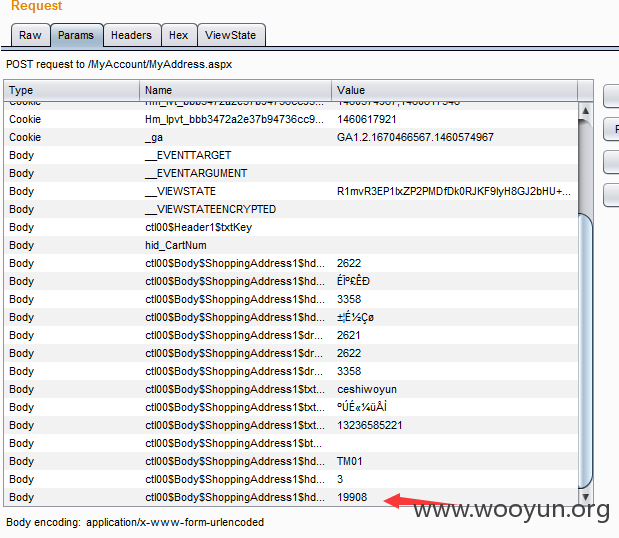 Request
Raw Params Headers Hex ViewState
POST request to /MyAccount/MyAddress.aspx
Type Name Value
Cookie Hm_lvt_bbb3472a2e37b94736cc9... 1460574967,1460617346
Cookie Hm_lpvt_bbb3472a2e37b94736cc9... 1460617921
Cookie _ga GA1.2.1670466567.1460574967
Body __EVENTTARGET
Body __EVENTARGUMENT
Body __VIEWSTATE
Body __VIEWSTATEENCRYPTED
Body ctl00$Header1$txtKey
Body hid_CartNum
Body ctl00$Body$ShoppingAddress1$hd... 2622
Body ctl00$Body$ShoppingAddress1$hd... ÉÏº£ÊÐ
Body ctl00$Body$ShoppingAddress1$hd... 3358
Body ctl00$Body$ShoppingAddress1$hd... ±¦É½Çø
Body ctl00$Body$ShoppingAddress1$dr... 2621
Body ctl00$Body$ShoppingAddress1$dr... 2622
Body ctl00$Body$ShoppingAddress1$dr... 3358
Body ctl00$Body$ShoppingAddress1$txt... ceshiwoyun
Body ctl00$Body$ShoppingAddress1$txt... ºÚÉ«¼üÅÌ
Body ctl00$Body$ShoppingAddress1$txt... 13236585221
Body ctl00$Body$ShoppingAddress1$bt...
Body ctl00$Body$ShoppingAddress1$hd... TM01
Body ctl00$Body$ShoppingAddress1$hd... 3
Body ctl00$Body$ShoppingAddress1$hd... 19908
www.wooyun.org
Body encoding: application/x-www-form-urlencoded